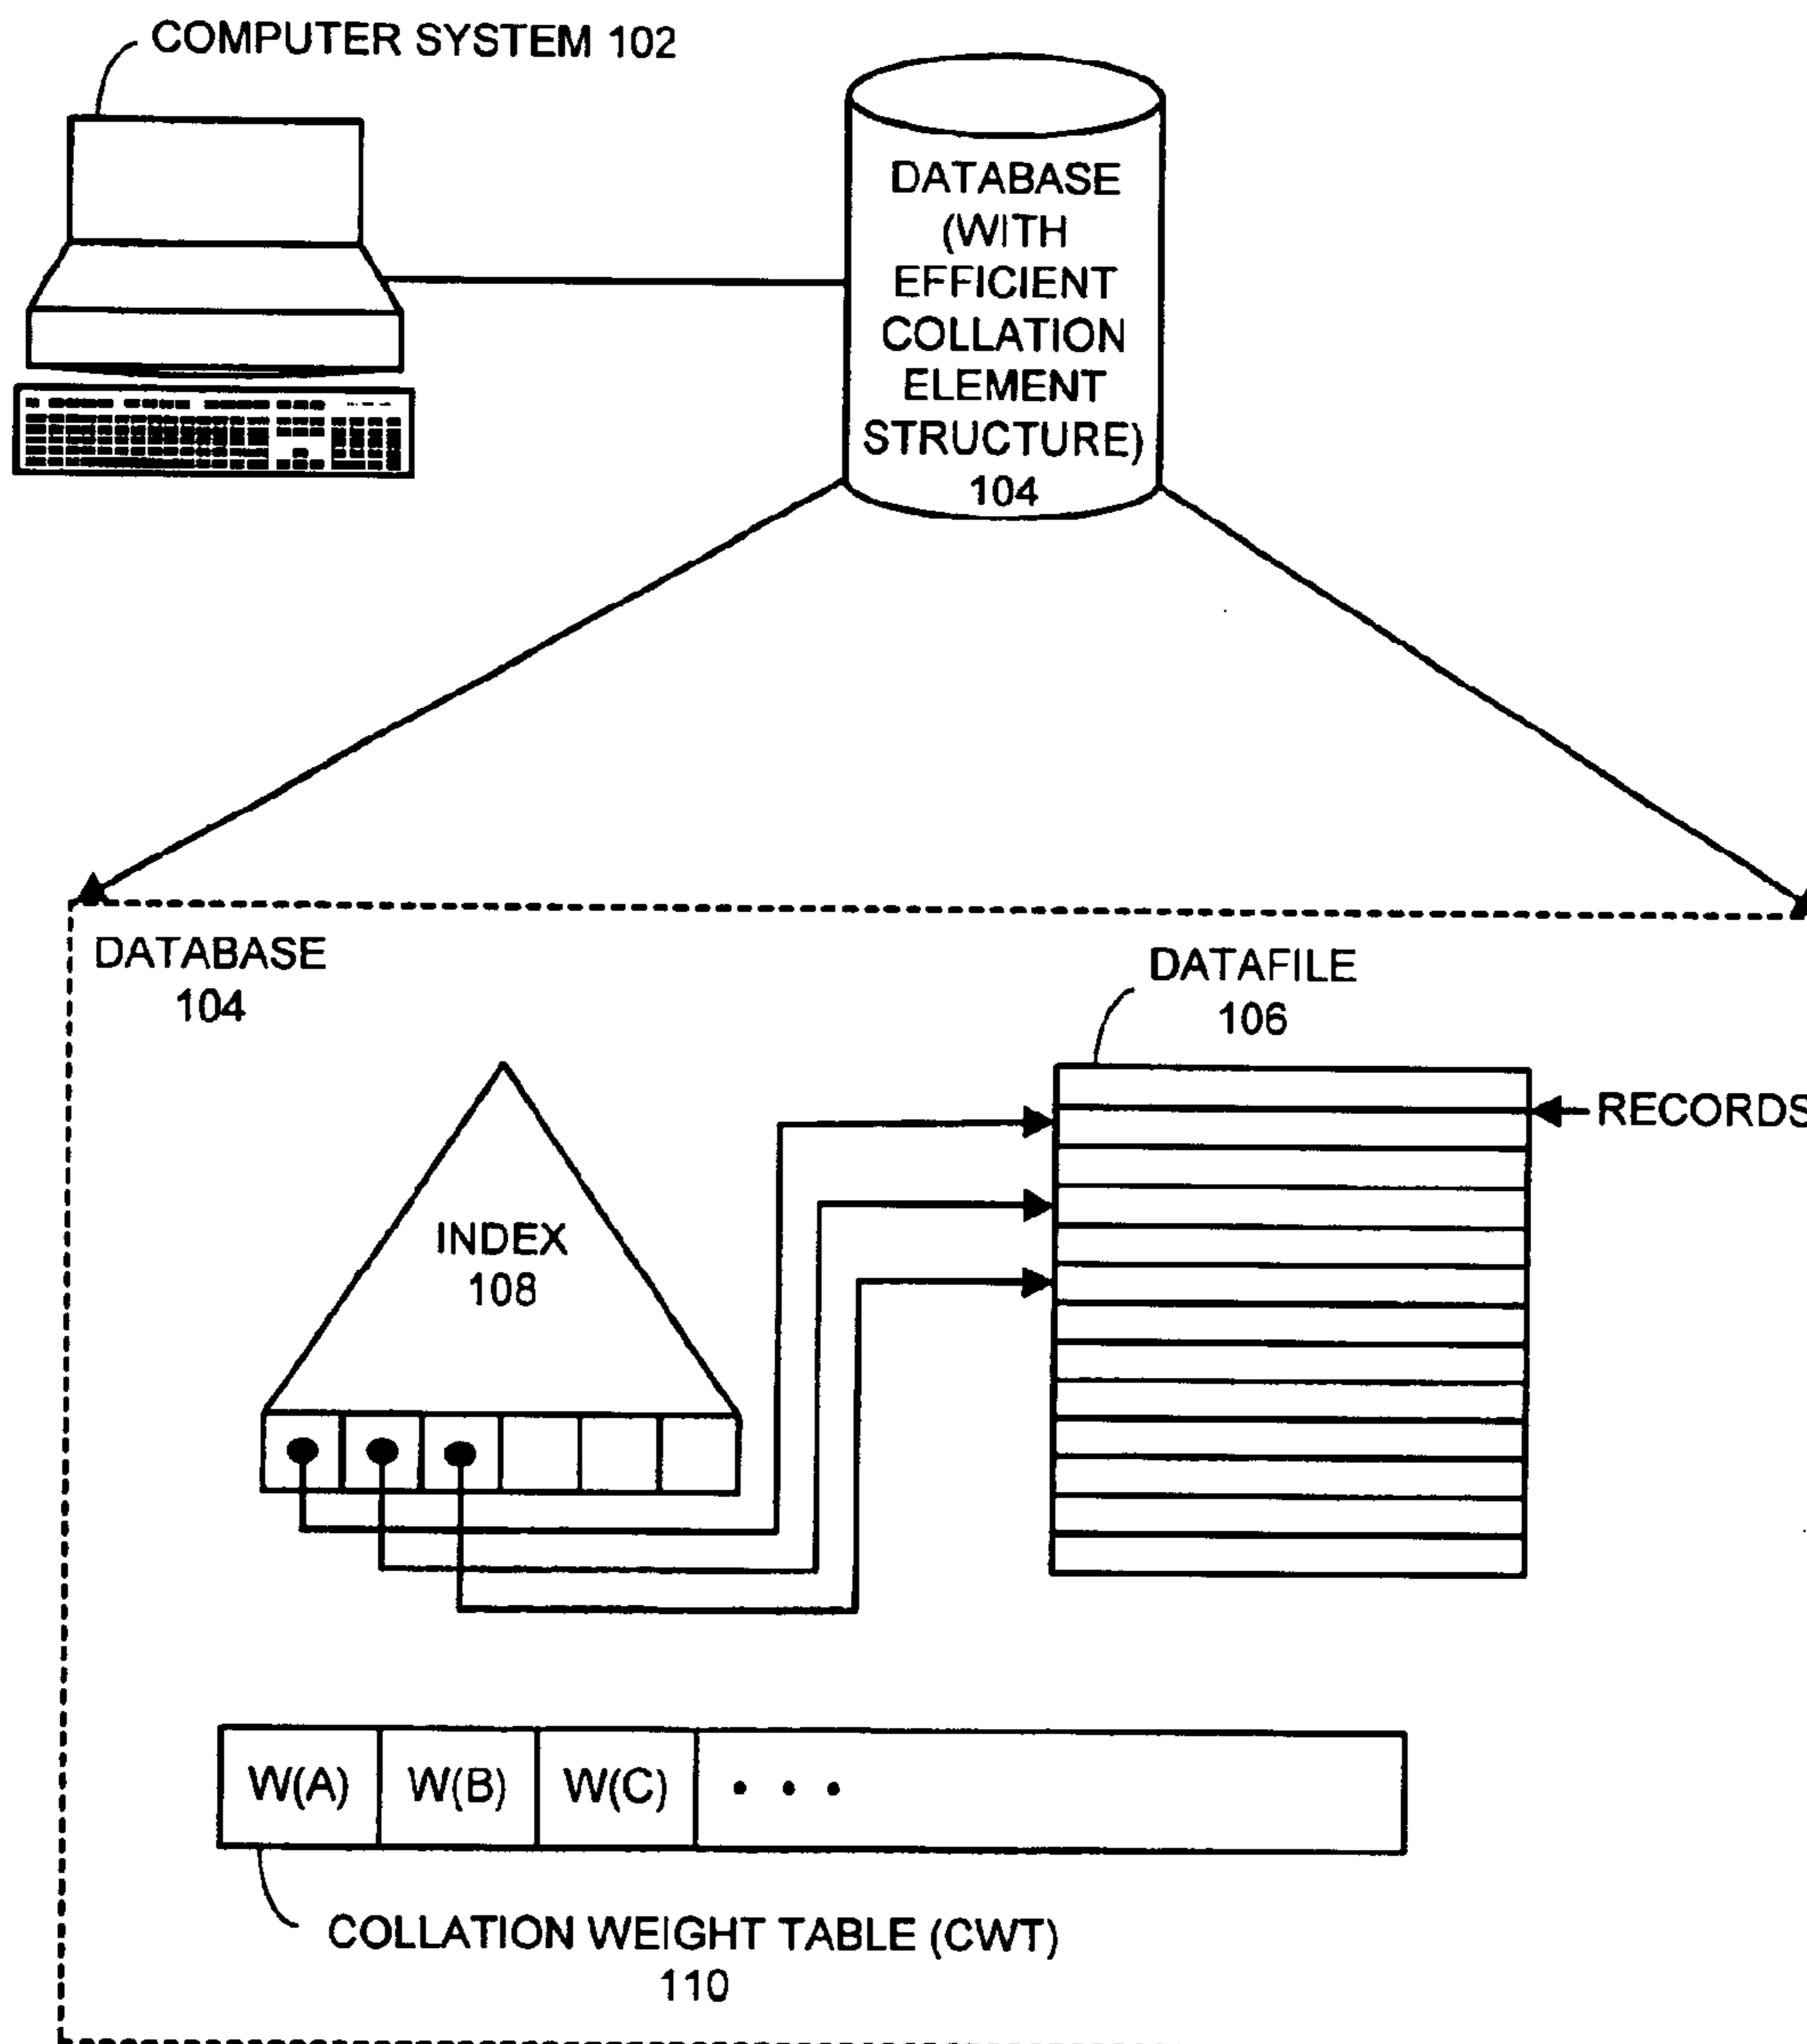 COMPUTER SYSTEM 102
DATABASE
(WITH
EFFICIENT
COLLATION
ELEMENT
STRUCTURE)
104
DATABASE
104
DATAFILE
106
RECORDS
INDEX
108
W(A) W(B) W(C) • • •
COLLATION WEIGHT TABLE (CWT)
110